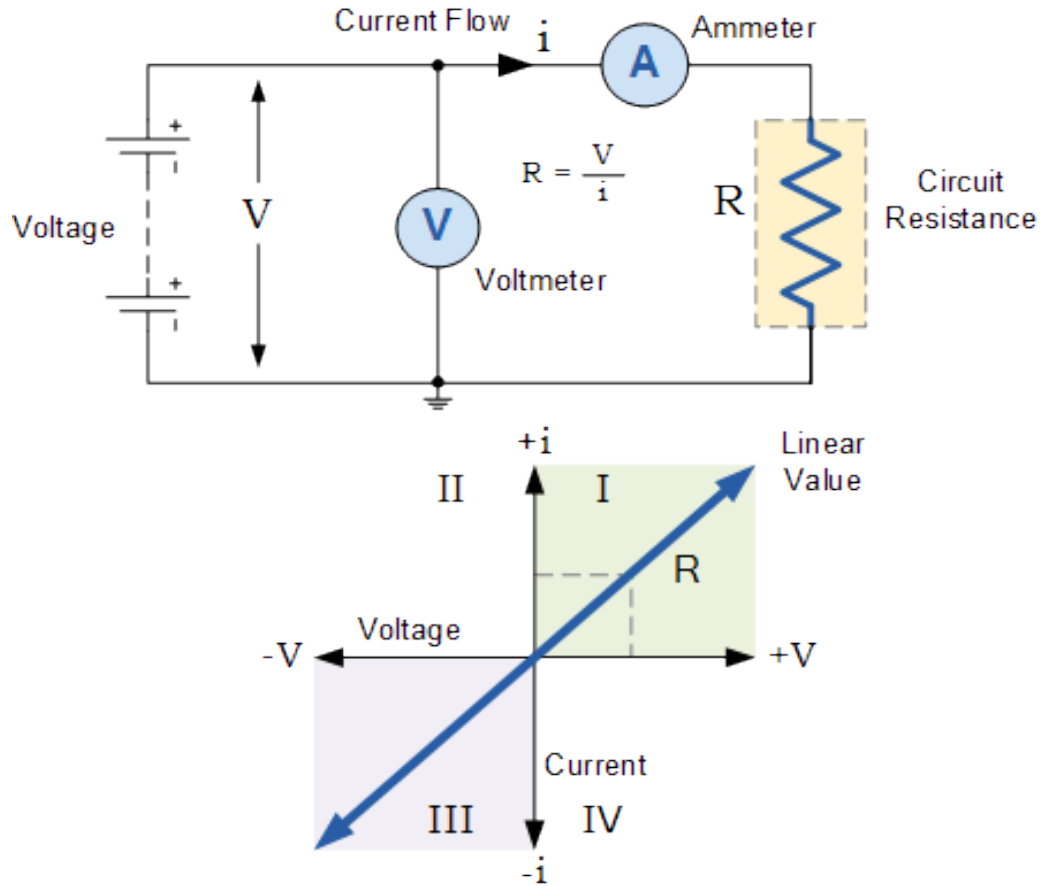 Current Flow
i
Ammeter
A
+
-
Voltage
V
+
-
V
Voltmeter
R = V/i
R
Circuit
Resistance
+i
Linear
Value
II
I
R
Voltage
-V
+V
Current
III
IV
-i